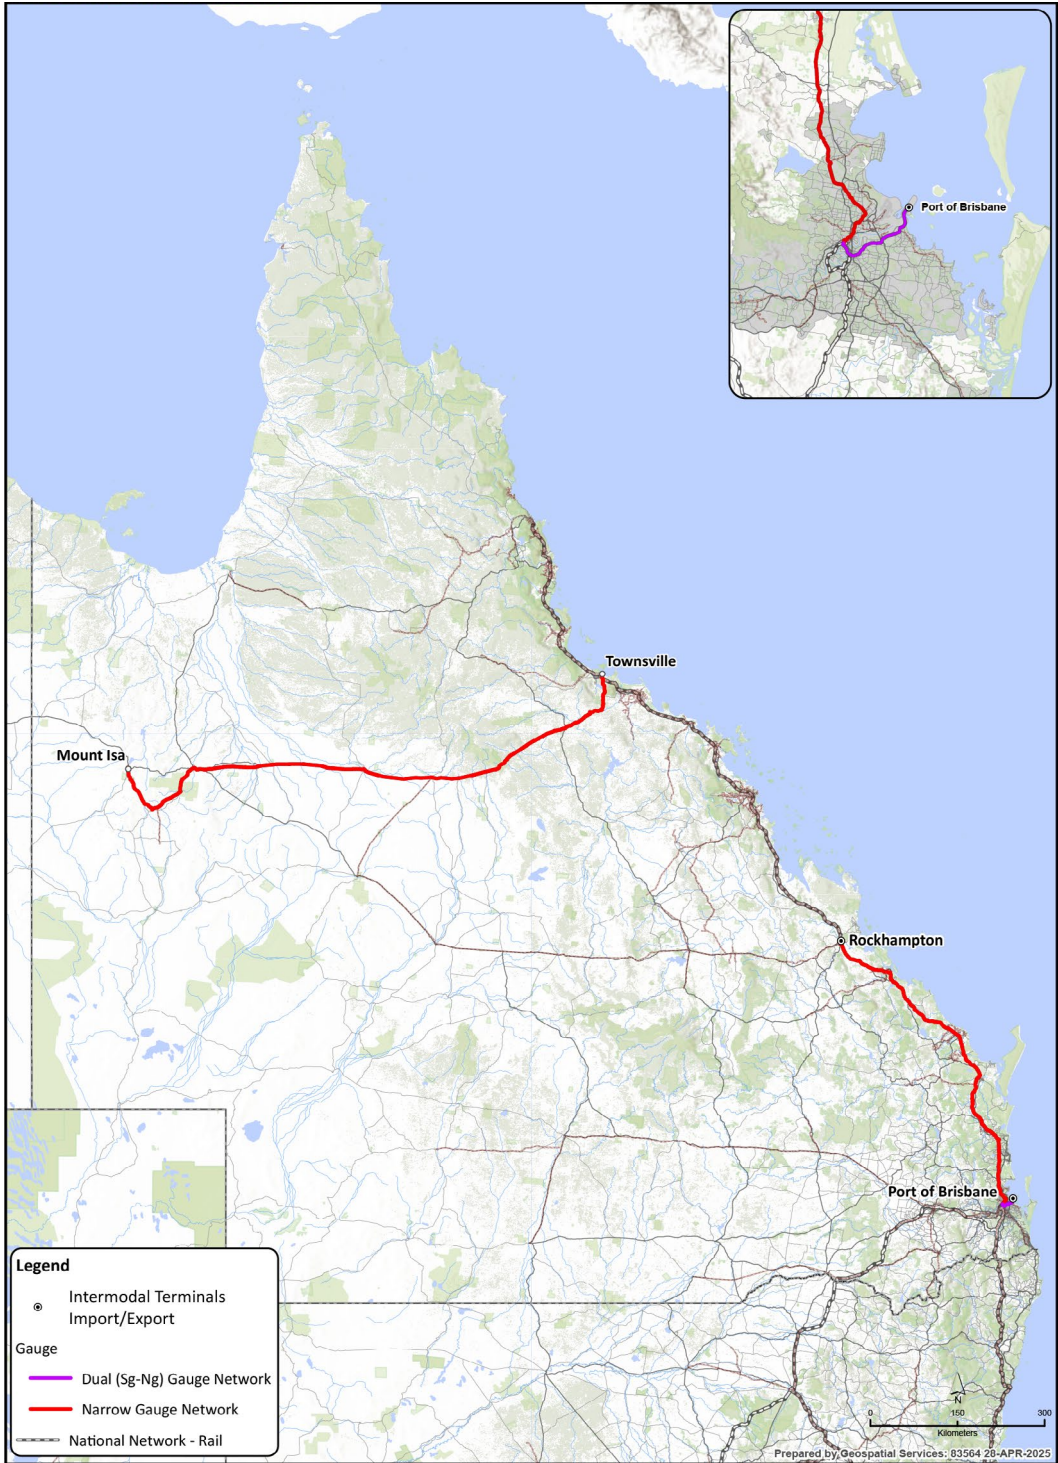 Port of Brisbane
Townsville
Mount Isa
Rockhampton
Port of Brisbane
Legend
Intermodal Terminals
Import/Export
Gauge
Dual (Sg-Ng) Gauge Network
Narrow Gauge Network
National Network - Rail
N
0 150 300
Kilometers
Prepared by Geospatial Services: 83564 28-APR-2025